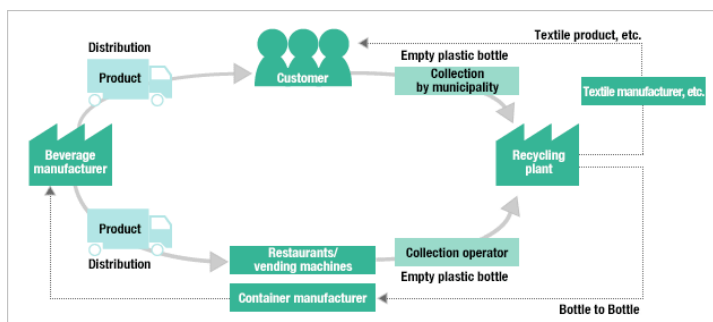 Distribution
Product
Customer
Empty plastic bottle
Collection
by municipality
Textile product, etc.
Textile manufacturer, etc.
Beverage
manufacturer
Recycling
plant
Product
Distribution
Restaurants/
vending machines
Collection operator
Empty plastic bottle
Container manufacturer
Bottle to Bottle